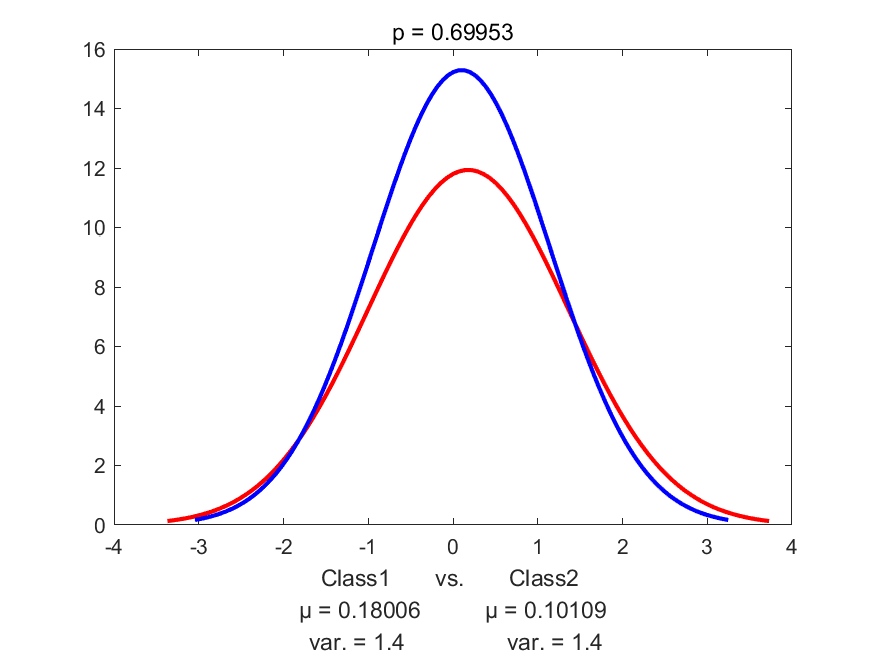 p = 0.69953
16
14
12
10
8
6
4
2
0
-4 -3 -2 -1 0 1 2 3 4
Class1 vs. Class2
μ = 0.18006 μ = 0.10109
var. = 1.4 var. = 1.4